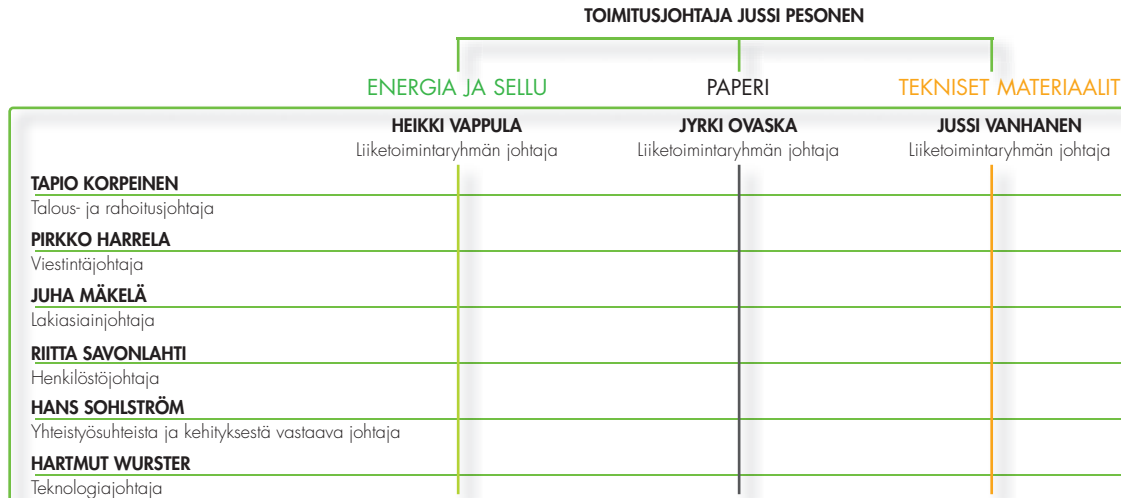 TOIMITUSJOHTAJA JUSSI PESONEN
ENERGIA JA SELLU
PAPERI
TEKNISET MATERIAALIT
HEIKKI VAPPULA
Liiketoimintaryhmän johtaja
JYRKI OVASKA
Liiketoimintaryhmän johtaja
JUSSI VANHANEN
Liiketoimintaryhmän johtaja
TAPIO KORPEINEN
Talous- ja rahoitusjohtaja
PIRKKO HARRELA
Viestintäjohtaja
JUHA MÄKELÄ
Lakiasiainjohtaja
RIITTA SAVONLAHTI
Henkilöstöjohtaja
HANS SOHLSTRÖM
Yhteistyösuhteista ja kehityksestä vastaava johtaja
HARTMUT WURSTER
Teknologiajohtaja